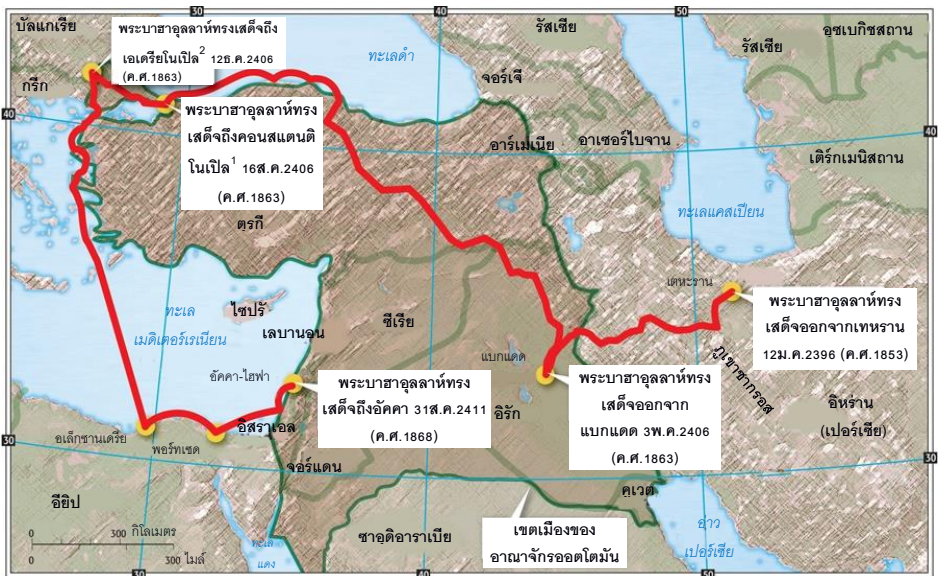 30
40
50
บัลแกเรีย
พระบาฮาอุลลาห์ทรงเสด็จถึง
เอเดรียโนเปิล2 12ธ.ค.2406
(ค.ศ.1863)
กรีก
ทะเลดำ
รัสเซีย
จอร์เจี
รัสเซีย
อุซเบกิซสถาน
40
40
พระบาฮาอุลลาห์ทรง
เสด็จถึงคอนสแตนติ
โนเปิล1 16ส.ค.2406
(ค.ศ.1863)
อาร์เมเนีย
อาเซอร์ไบจาน
เติร์กเมนิสถาน
ทะเลแคสเปียน
ตุรกี
เตหะราน
พระบาฮาอุลลาห์ทรง
เสด็จออกจากเทหราน
12ม.ค.2396 (ค.ศ.1853)
ทะเล
เมดิเตอร์เรเนียน
ไซปรั
เลบานอน
ซีเรีย
แบกแดด
ภูเขาซากรอส
อัคคา-ไฮฟา
พระบาฮาอุลลาห์ทรง
เสด็จถึงอัคคา 31ส.ค.2411
(ค.ศ.1868)
อิรัก
พระบาฮาอุลลาห์ทรง
เสด็จออกจาก
แบกแดด 3พ.ค.2406
(ค.ศ.1863)
อิหร่าน
(เปอร์เซีย)
30
30
อเล็กซานเดรีย
พอร์ทเซด
อิสราเอล
จอร์แดน
อียิป
คูเวต
0 300 กิโลเมตร
0 300 ไมล์
ทะเล
แดง
ซาอุดิอาราเบีย
เขตเมืองของ
อาณาจักรออตโตมัน
อ่าว
เปอร์เซีย
30
40
50